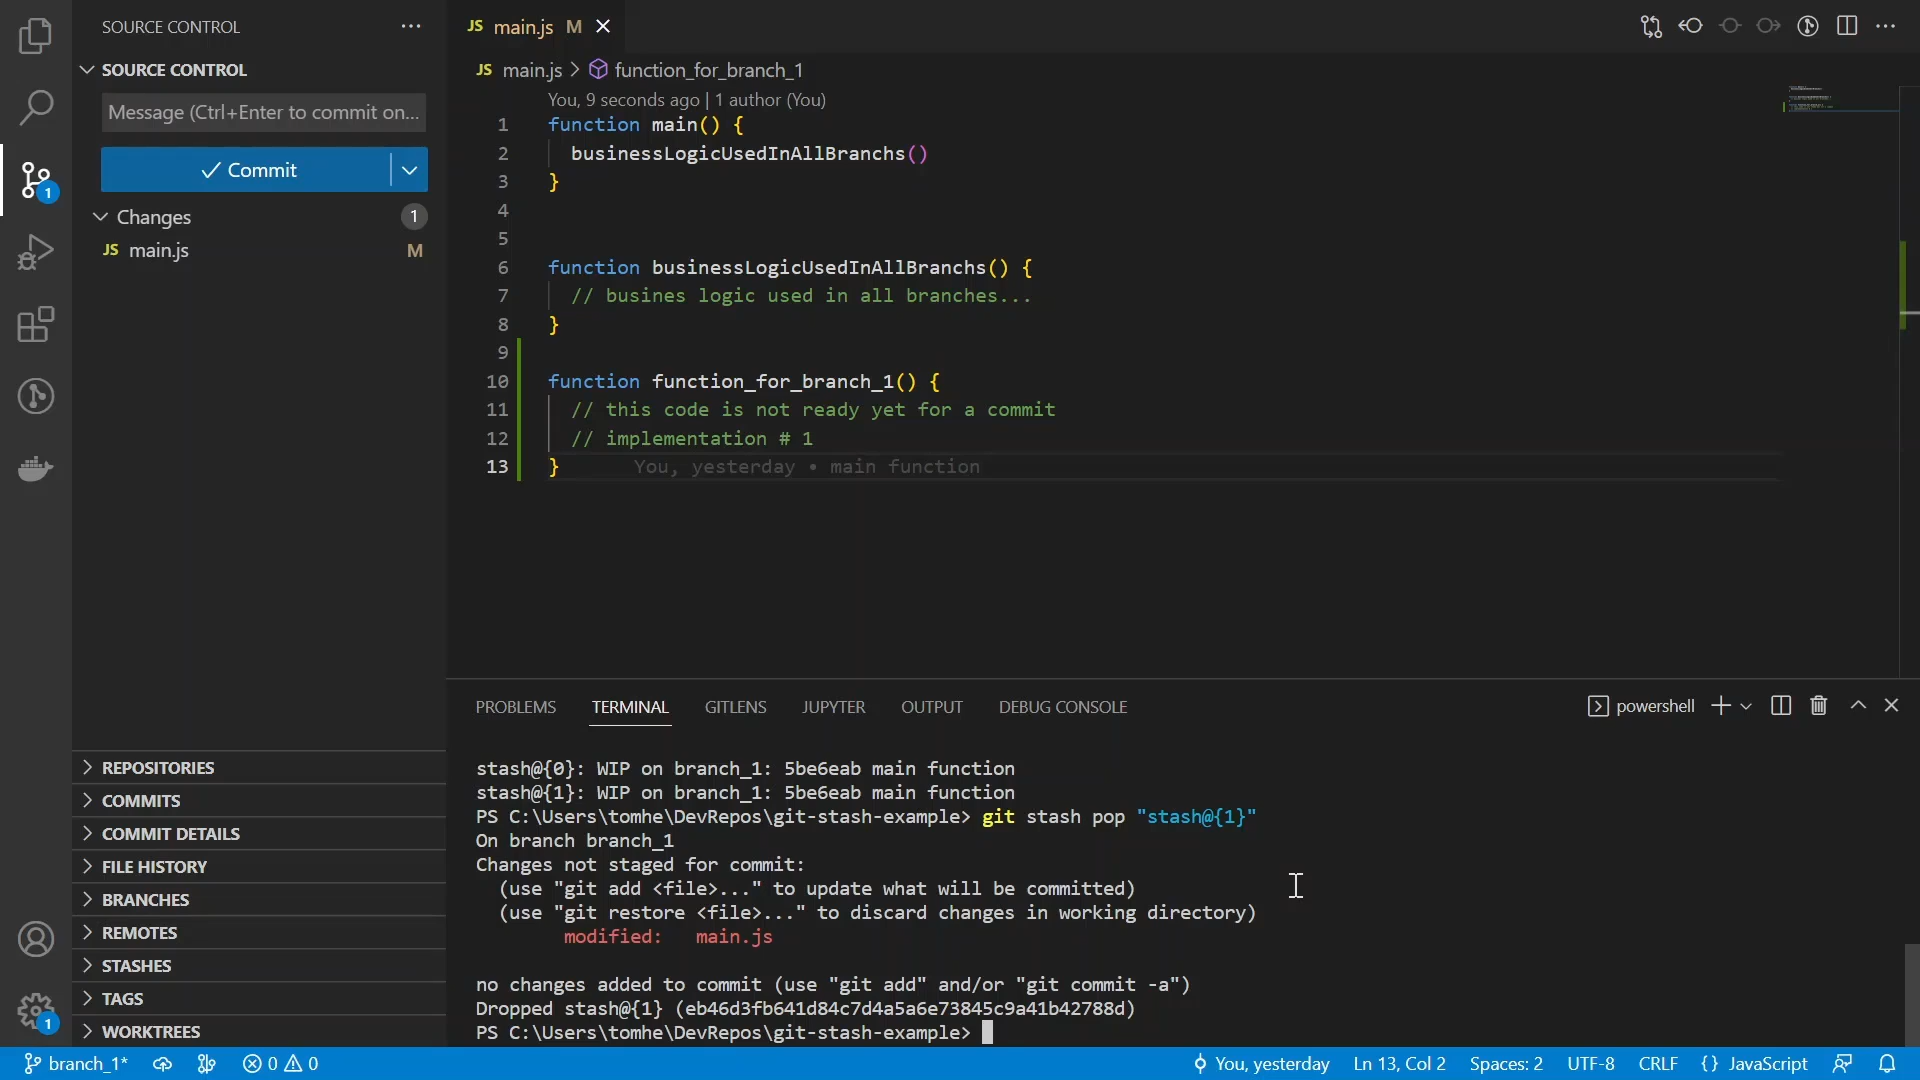 SOURCE CONTROL
SOURCE CONTROL
Message (Ctrl+Enter to commit on...
Commit
Changes 1
JS main.js M
1
1
REPOSITORIES
COMMITS
COMMIT DETAILS
FILE HISTORY
BRANCHES
REMOTES
STASHES
TAGS
WORKTREES
JS main.js M
JS main.js > function_for_branch_1
You, 9 seconds ago | 1 author (You)
1 function main() {
2 businessLogicUsedInAllBranchs()
3 }
4
5
6 function businessLogicUsedInAllBranchs() {
7 // busines logic used in all branches...
8 }
9
10 function function_for_branch_1() {
11 // this code is not ready yet for a commit
12 // implementation # 1
13 } You, yesterday • main function
PROBLEMS TERMINAL GITLENS JUPYTER OUTPUT DEBUG CONSOLE powershell
stash@{0}: WIP on branch_1: 5be6eab main function
stash@{1}: WIP on branch_1: 5be6eab main function
PS C:\Users\tomhe\DevRepos\git-stash-example> git stash pop "stash@{1}"
On branch branch_1
Changes not staged for commit:
(use "git add <file>..." to update what will be committed)
(use "git restore <file>..." to discard changes in working directory)
modified: main.js
no changes added to commit (use "git add" and/or "git commit -a")
Dropped stash@{1} (eb46d3fb641d84c7d4a5a6e73845c9a41b42788d)
PS C:\Users\tomhe\DevRepos\git-stash-example>
branch_1* 0 0 You, yesterday Ln 13, Col 2 Spaces: 2 UTF-8 CRLF {} JavaScript